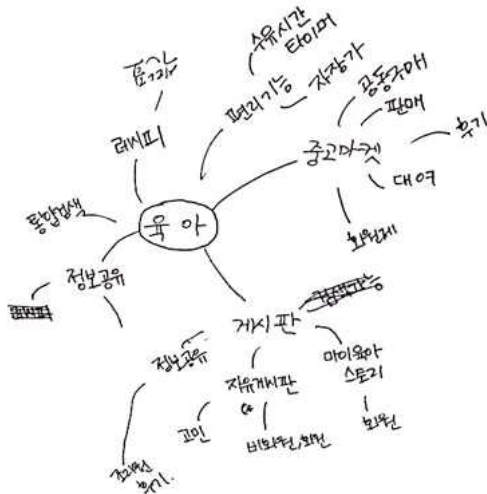 수유시간
타이머
자장가
편리기능
공동구매
판매
후기
중고마켓
대여
회원제
레시피
육아
통합검색
정보공유
게시판
정보공유
자유게시판
마이육아
스토리
고민
비회원/회원
회원
조리원
후기.